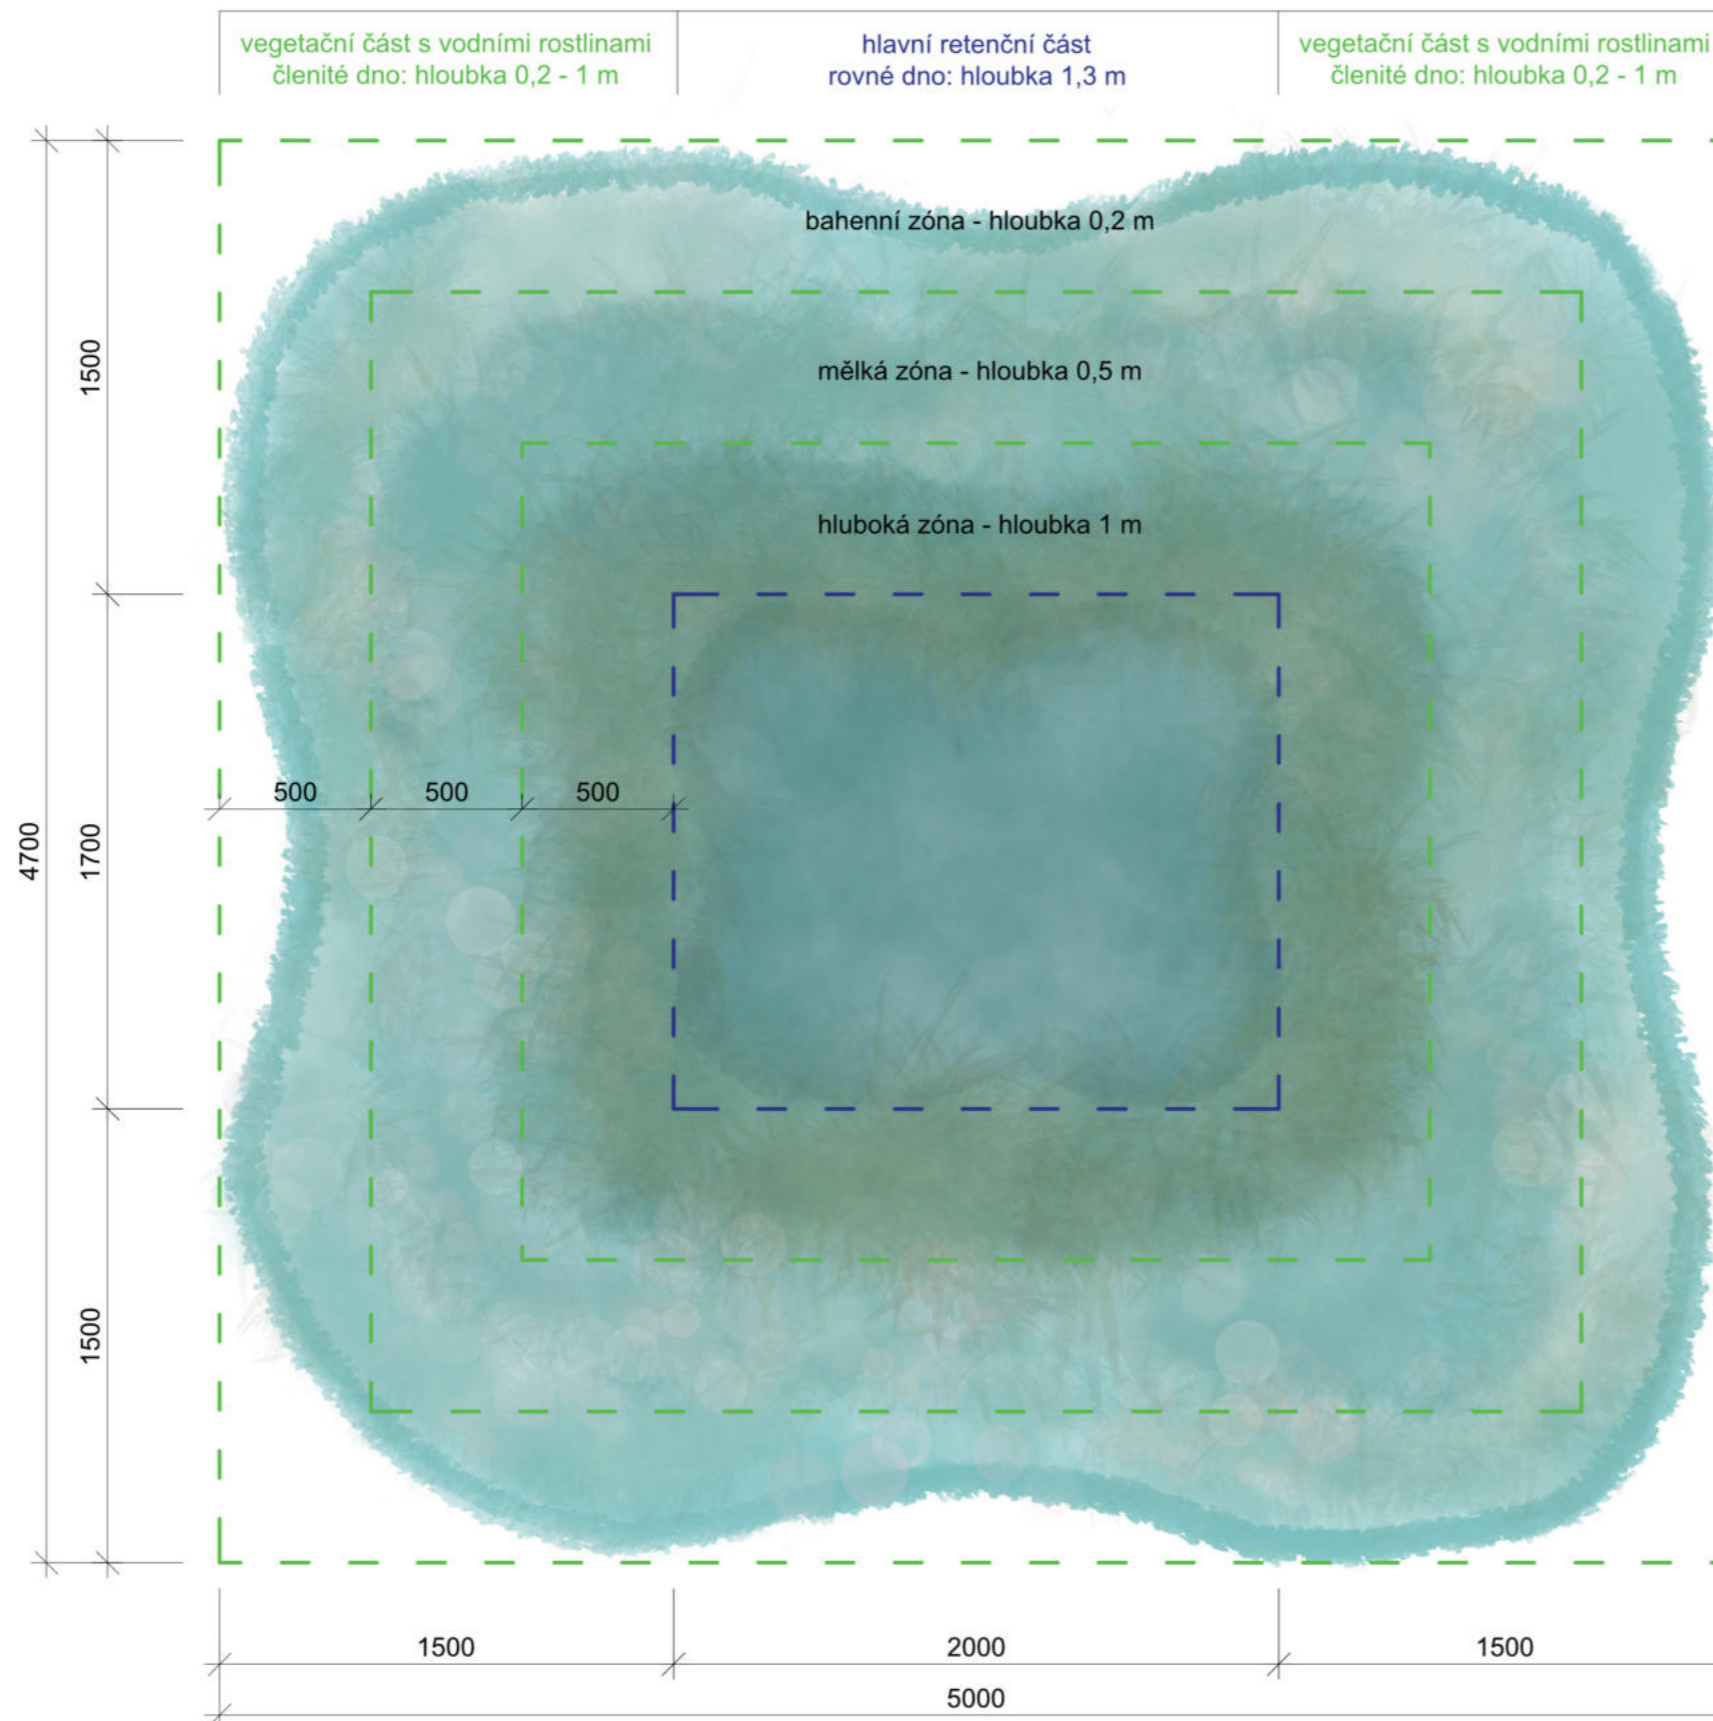 vegetační část s vodními rostlinami
členité dno: hloubka 0,2 - 1 m
hlavní retenční část
rovné dno: hloubka 1,3 m
vegetační část s vodními rostlinami
členité dno: hloubka 0,2 - 1 m
bahenní zóna - hloubka 0,2 m
mělká zóna - hloubka 0,5 m
hluboká zóna - hloubka 1 m
1500
500
500
500
4700
1700
1500
1500
2000
1500
5000